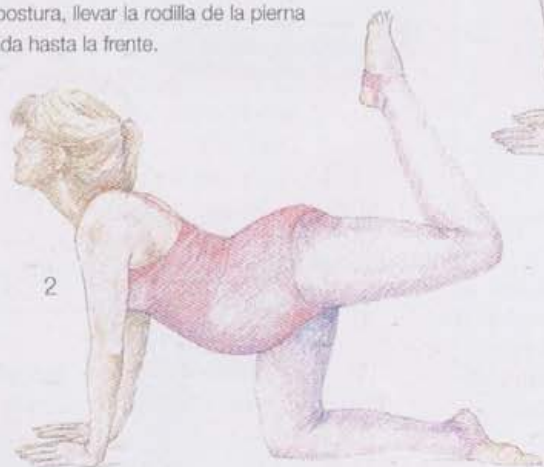 postura, llevar la rodilla de la pierna
da hasta la frente.
2